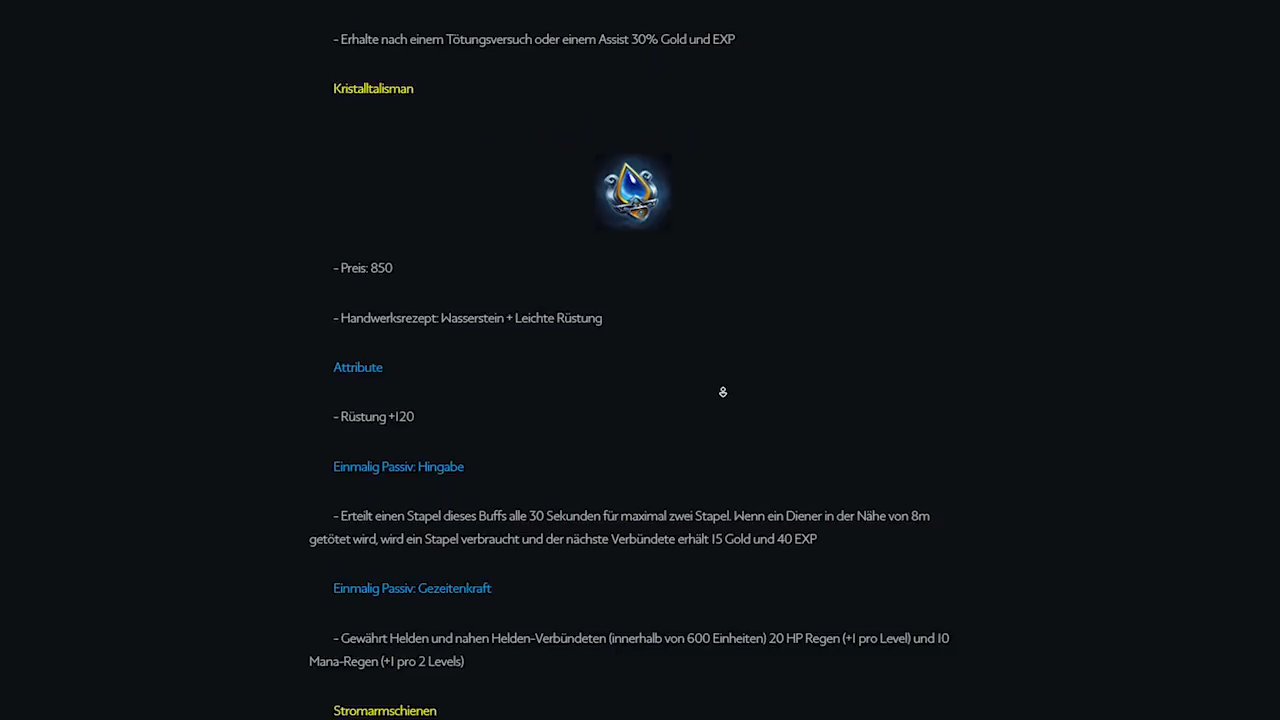 - Erhalte nach einem Tötungsversuch oder einem Assist 30% Gold und EXP
Kristalltalisman
- Preis: 850
- Handwerksrezept: Wasserstein + Leichte Rüstung
Attribute
- Rüstung +120
Einmalig Passiv: Hingabe
- Erteilt einen Stapel dieses Buffs alle 30 Sekunden für maximal zwei Stapel. Wenn ein Diener in der Nähe von 8m
getötet wird, wird ein Stapel verbraucht und der nächste Verbündete erhält 15 Gold und 40 EXP
Einmalig Passiv: Gezeitenkraft
- Gewährt Helden und nahen Helden-Verbündeten (innerhalb von 600 Einheiten) 20 HP Regen (+1 pro Level) und 10
Mana-Regen (+1 pro 2 Levels)
Stromarmschienen